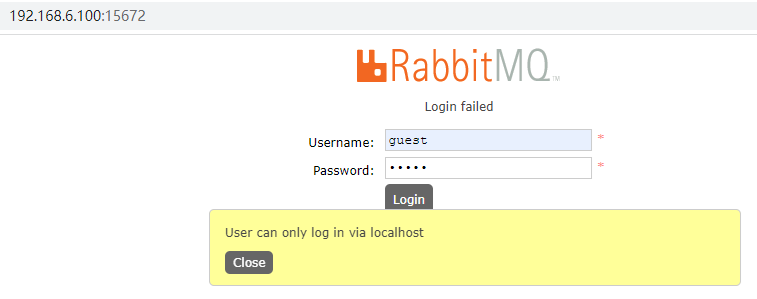 192.168.6.100:15672
RabbitMQ™
Login failed
Username: guest *
Password: ••••• *
Login
User can only log in via localhost
Close